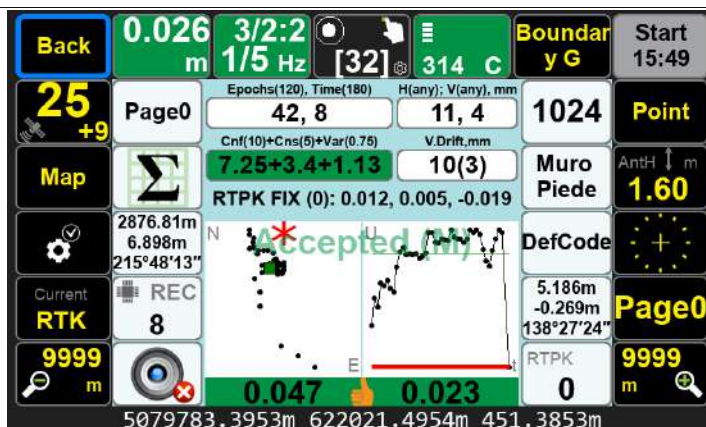 Back
0.026
m
3/2:2
1/5 Hz
[32]
314 C
Boundar
y G
Start
15:49
25
+9
Page0
Epochs(120), Time(180)
42, 8
H(any); V(any), mm
11, 4
1024
Point
Map
Σ
Cnf(10)+Cns(5)+Var(0.75)
7.25+3.4+1.13
V.Drift,mm
10(3)
Muro
Piede
AntH m
1.60
RTPK FIX (0): 0.012, 0.005, -0.019
2876.81m
6.898m
215°48'13"
N
U
Accepted (M)
DefCode
Current
RTK
REC
8
5.186m
-0.269m
138°27'24"
Page0
9999
m
E
t
RTPK
0
9999
m
0.047
0.023
5079783.3953m 622021.4954m 451.3853m